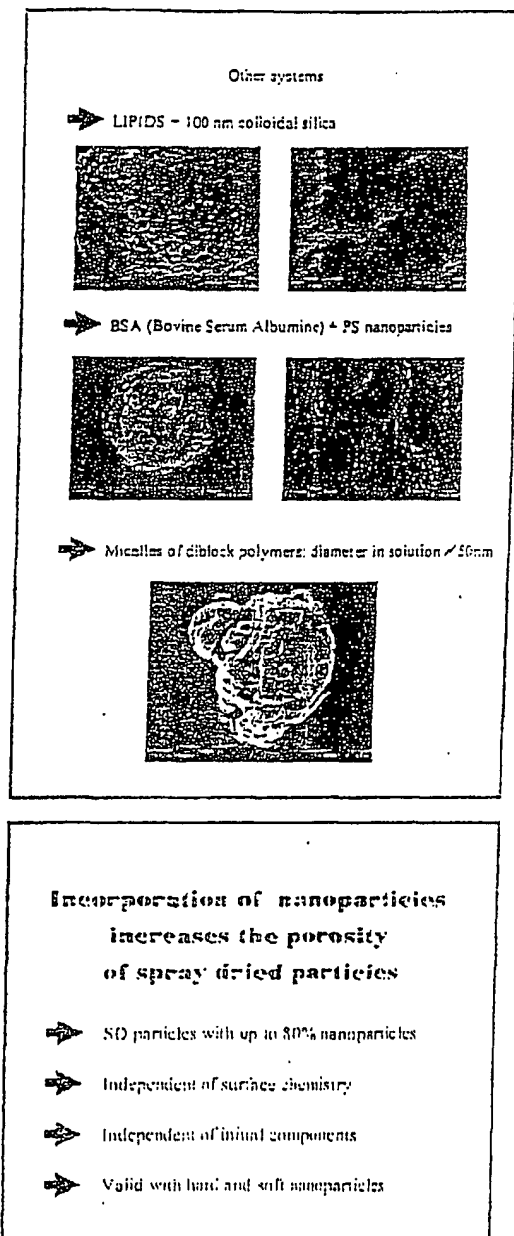 Other systems
LIPIDS - 100 nm colloidal silica
BSA (Bovine Serum Albumine) + PS nanoparticles
Micelles of diblock polymers: diameter in solution ~ 50nm
Incorporation of nanoparticles
increases the porosity
of spray dried particles
SD particles with up to 80% nanoparticles
Independent of surface chemistry
Independent of initial components
Valid with hard and soft nanoparticles